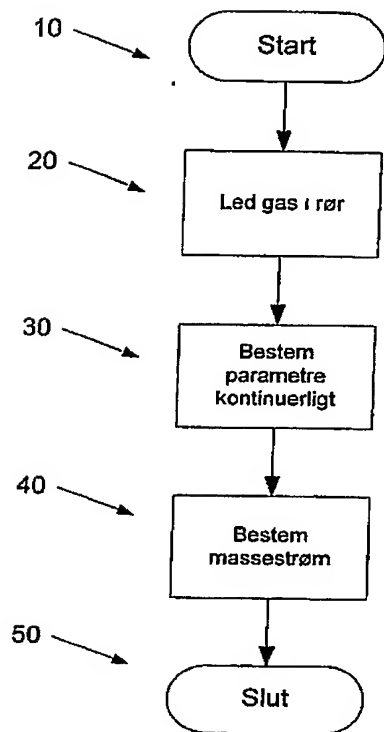 10
Start
20
Led gas i rør
30
Bestem
parametre
kontinuerligt
40
Bestem
massestrøm
50
Slut